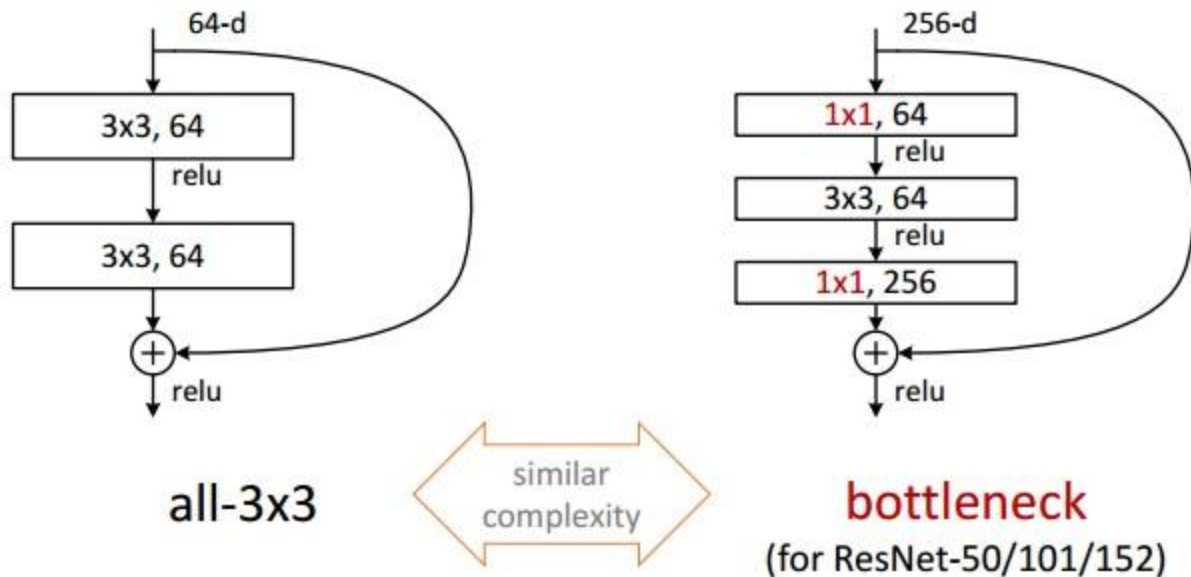 64-d
3x3, 64
relu
3x3, 64
+
relu
all-3x3
similar
complexity
256-d
1x1, 64
relu
3x3, 64
relu
1x1, 256
+
relu
bottleneck
(for ResNet-50/101/152)